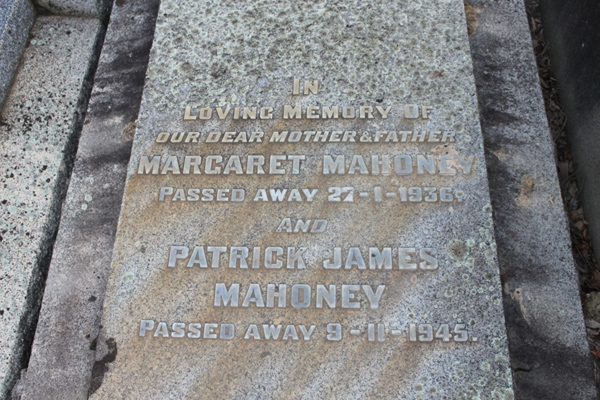 IN
LOVING MEMORY OF
OUR DEAR MOTHER & FATHER
MARGARET MAHONEY
PASSED AWAY 27-1-1936.
AND
PATRICK JAMES
MAHONEY
PASSED AWAY 9-11-1945.